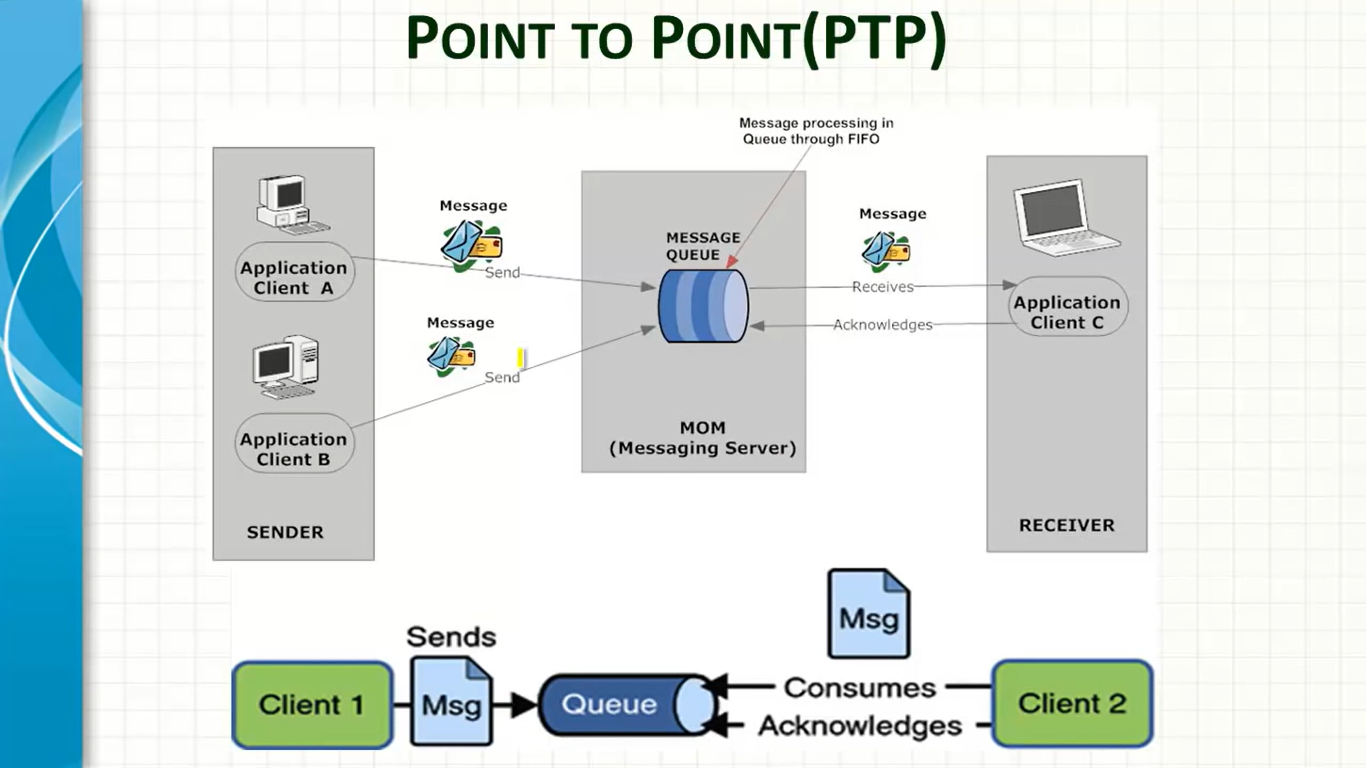 POINT TO POINT(PTP)
Message processing in
Queue through FIFO
Message
Send
Application
Client A
Message
Send
Application
Client B
SENDER
MESSAGE
QUEUE
MOM
(Messaging Server)
Message
Receives
Acknowledges
Application
Client C
RECEIVER
Client 1
Sends
Msg
Queue
Msg
Consumes
Acknowledges
Client 2